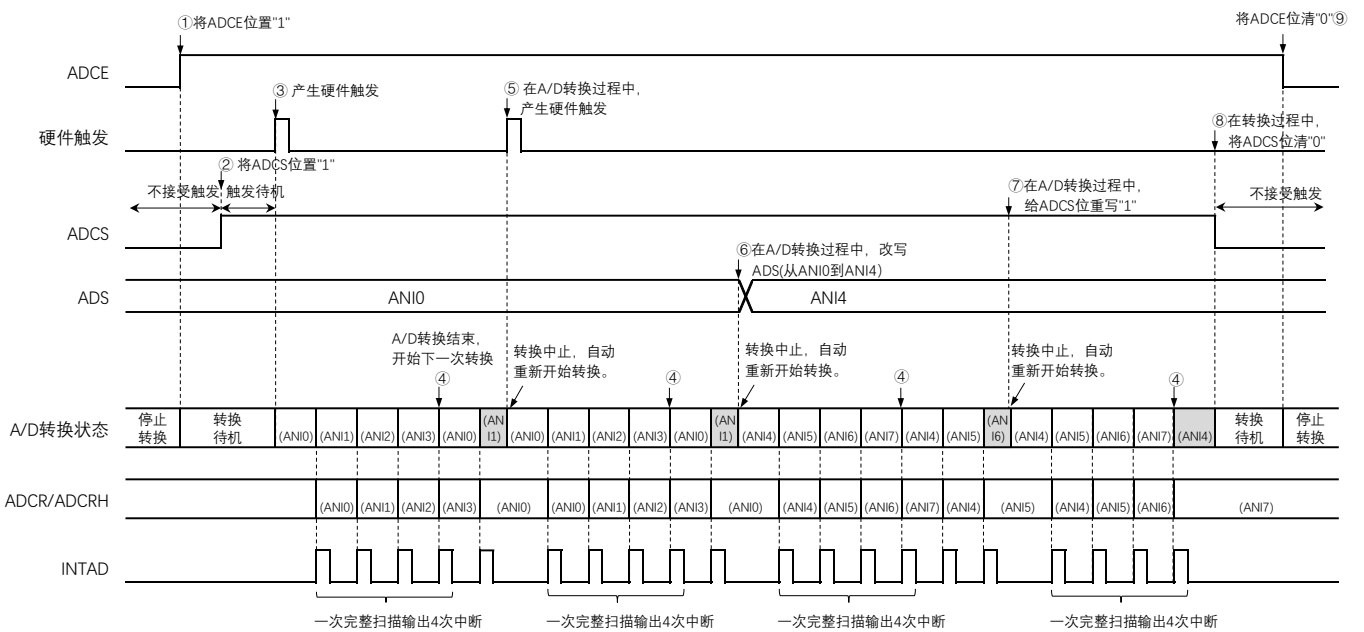 ①将ADCE位置"1"
将ADCE位清"0"⑨
ADCE
③ 产生硬件触发
⑤ 在A/D转换过程中,
产生硬件触发
硬件触发
⑧在转换过程中,
将ADCS位清"0"
② 将ADCS位置"1"
不接受触发
触发待机
⑦在A/D转换过程中,
给ADCS位重写"1"
不接受触发
ADCS
⑥在A/D转换过程中, 改写
ADS(从ANI0到ANI4)
ADS
ANI0
ANI4
A/D转换结束,
开始下一次转换
④
转换中止, 自动
重新开始转换。
④
转换中止, 自动
重新开始转换。
④
转换中止, 自动
重新开始转换。
④
A/D转换状态
停止
转换
转换
待机
(ANI0) (ANI1) (ANI2) (ANI3) (ANI0)
(AN
I1)
(ANI0) (ANI1) (ANI2) (ANI3) (ANI0)
(AN
I1)
(ANI4) (ANI5) (ANI6) (ANI7) (ANI4) (ANI5)
(AN
I6)
(ANI4) (ANI5) (ANI6) (ANI7) (ANI4)
转换
待机
停止
转换
ADCR/ADCRH
(ANI0) (ANI1) (ANI2) (ANI3) (ANI0) (ANI0) (ANI1) (ANI2) (ANI3) (ANI0) (ANI4) (ANI5) (ANI6) (ANI7) (ANI4) (ANI5) (ANI4) (ANI5) (ANI6) (ANI7)
INTAD
一次完整扫描输出4次中断
一次完整扫描输出4次中断
一次完整扫描输出4次中断
一次完整扫描输出4次中断